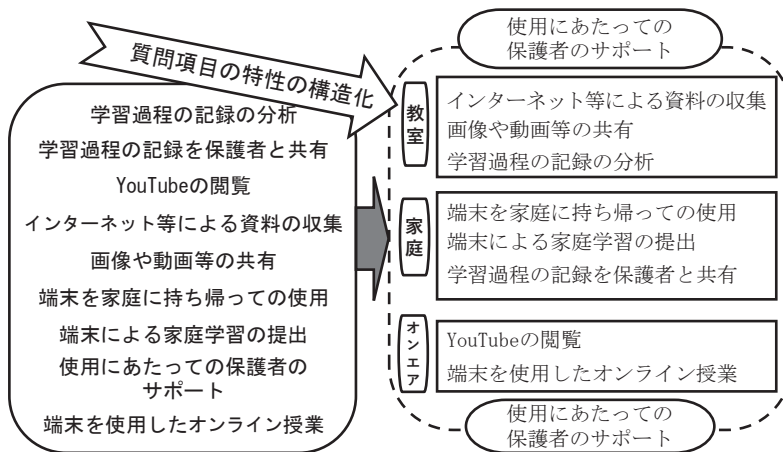 質問項目の特性の構造化
学習過程の記録の分析
学習過程の記録を保護者と共有
YouTubeの閲覧
インターネット等による資料の収集
画像や動画等の共有
端末を家庭に持ち帰っての使用
端末による家庭学習の提出
使用にあたっての保護者の
サポート
端末を使用したオンライン授業
使用にあたっての
保護者のサポート
教室
インターネット等による資料の収集
画像や動画等の共有
学習過程の記録の分析
家庭
端末を家庭に持ち帰っての使用
端末による家庭学習の提出
学習過程の記録を保護者と共有
オンエア
YouTubeの閲覧
端末を使用したオンライン授業
使用にあたっての
保護者のサポート